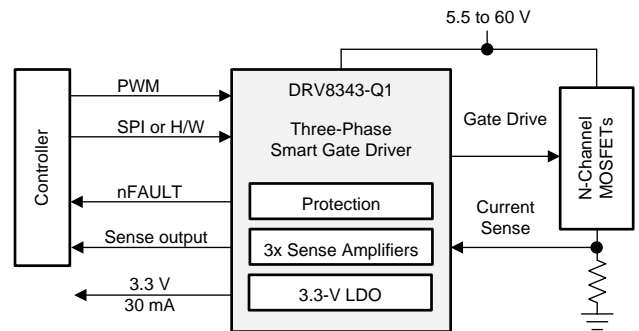 5.5 to 60 V
Controller
PWM
SPI or H/W
nFAULT
Sense output
3.3 V
30 mA
DRV8343-Q1
Three-Phase
Smart Gate Driver
Protection
3x Sense Amplifiers
3.3-V LDO
Gate Drive
Current
Sense
N-Channel
MOSFETs